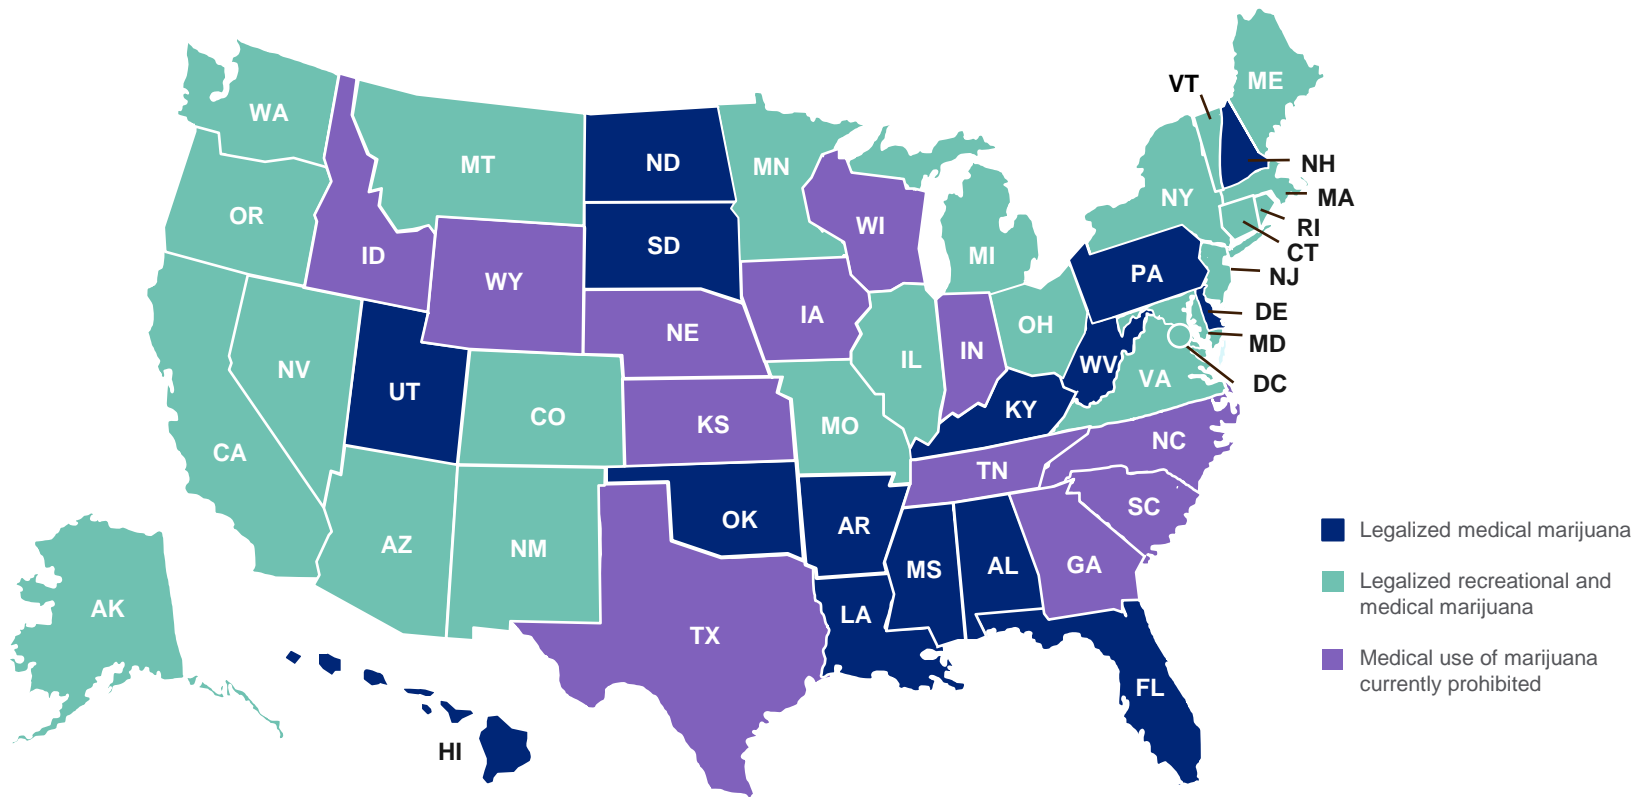 ME
VT
WA
NH
ND
MT
MN
MA
NY
OR
WI
RI
SD
CT
ID
MI
PA
NJ
WY
DE
IA
OH
NE
MD
IN
IL
WV
NV
VA
DC
UT
KY
CO
KS
MO
NC
CA
TN
SC
OK
AR
Legalized medical marijuana
AZ
NM
GA
MS
AL
Legalized recreational and
medical marijuana
AK
LA
TX
Medical use of marijuana
currently prohibited
FL
HI